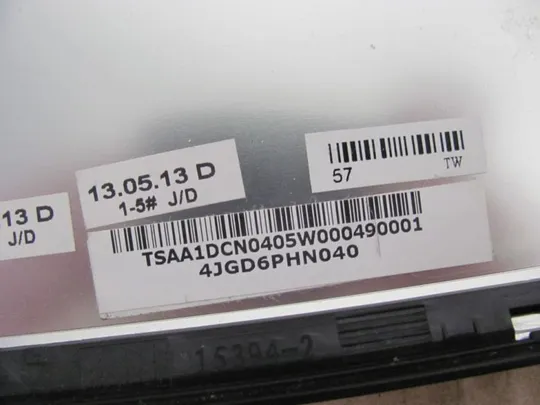 13 D
J/D
13.05.13 D
1-5# J/D
57 TW
TSAA1DCN0405W000490001
4JGD6PHN040
15394-2